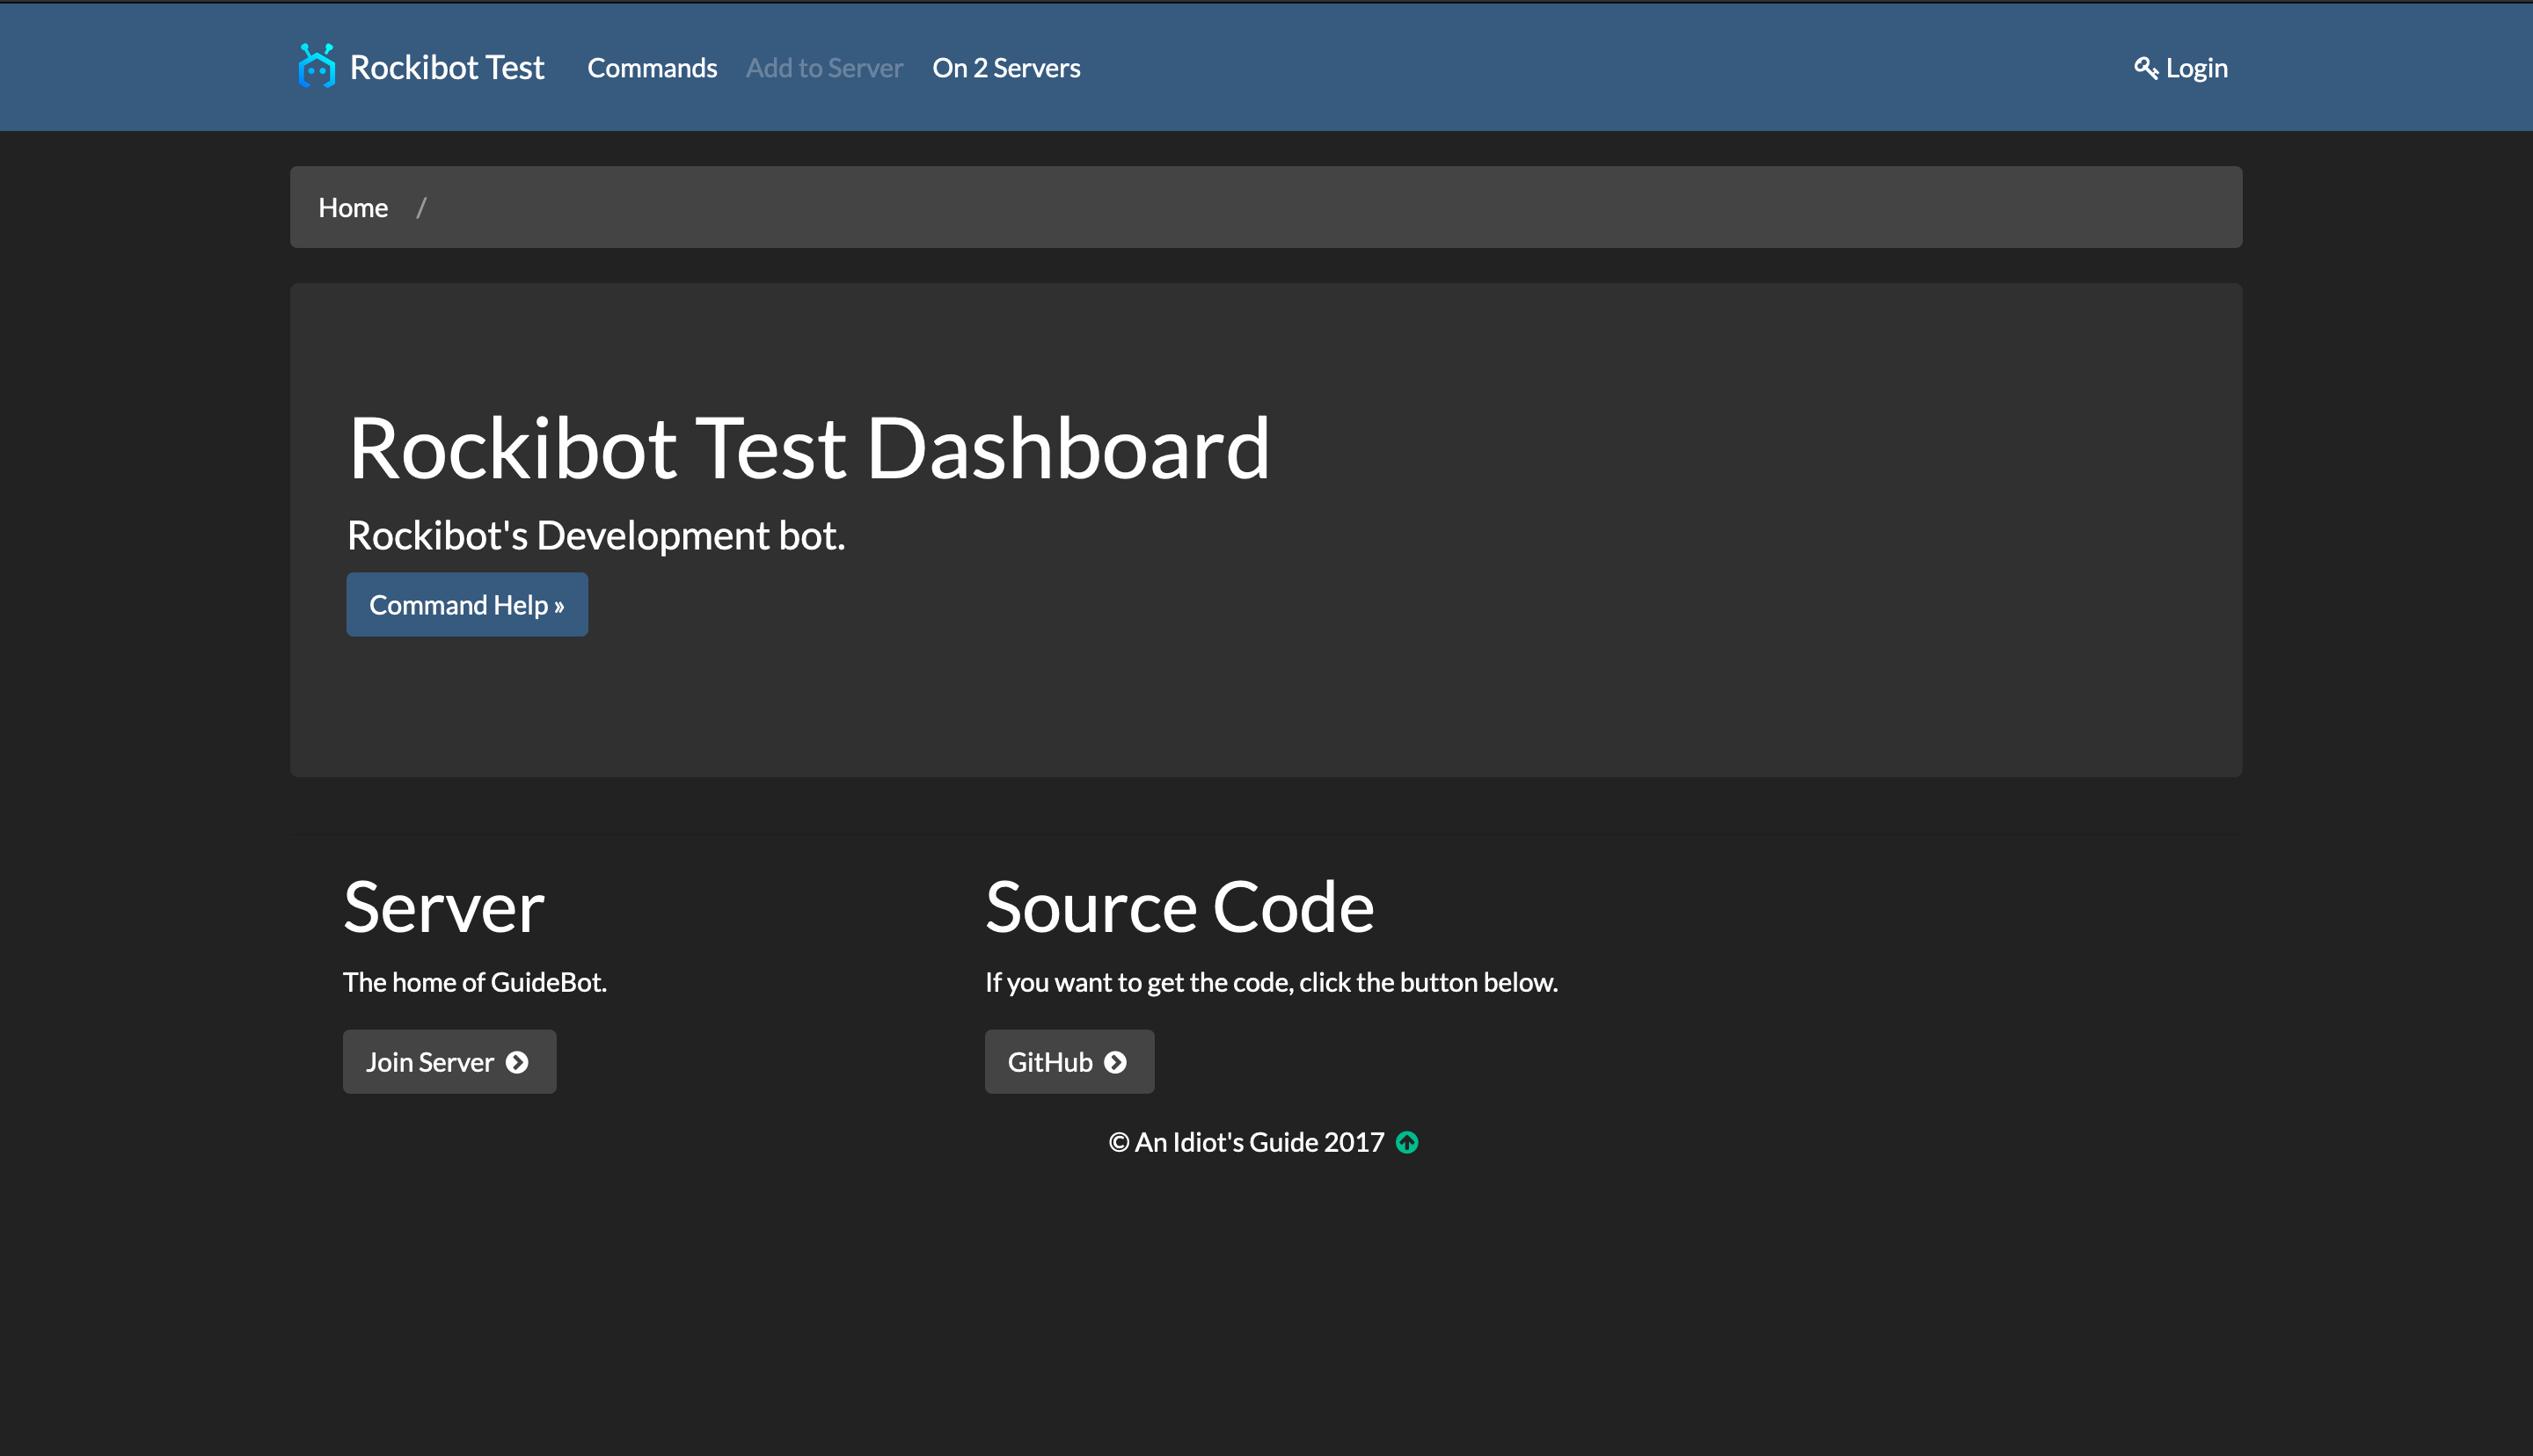 Rockibot Test Commands Add to Server On 2 Servers Login
Home /
Rockibot Test Dashboard
Rockibot's Development bot.
Command Help »
Server
The home of GuideBot.
Join Server
Source Code
If you want to get the code, click the button below.
GitHub
© An Idiot's Guide 2017